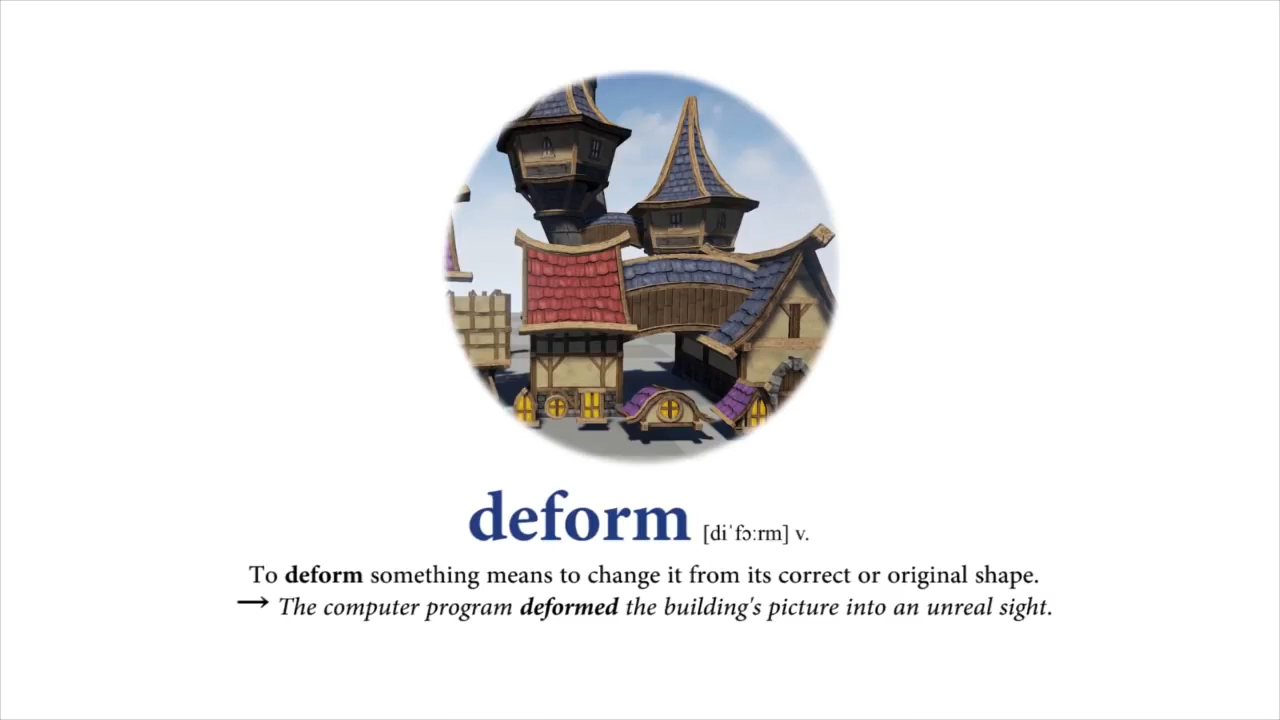 deform [diˈfɔːrm] v.
To deform something means to change it from its correct or original shape.
→ The computer program deformed the building's picture into an unreal sight.